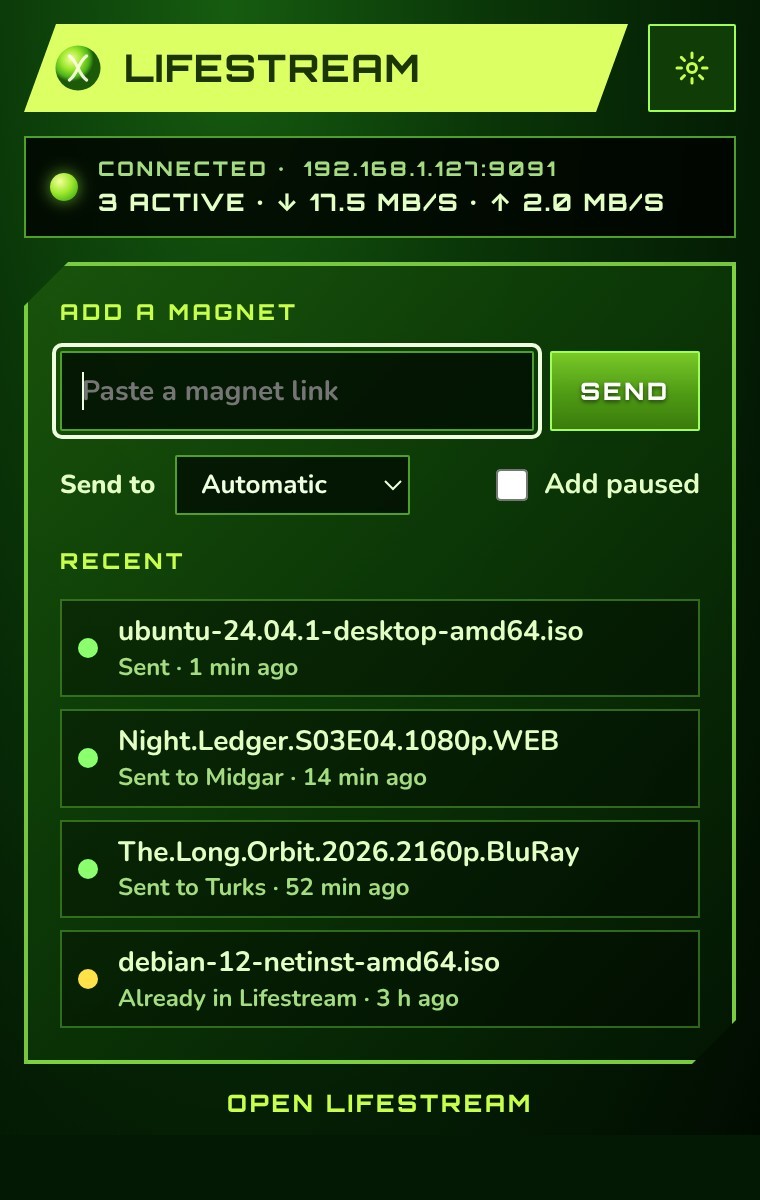 LIFESTREAM
CONNECTED · 192.168.1.127:9091
3 ACTIVE · ↓ 17.5 MB/S · ↑ 2.0 MB/S
ADD A MAGNET
Paste a magnet link
SEND
Send to Automatic Add paused
RECENT
ubuntu-24.04.1-desktop-amd64.iso
Sent · 1 min ago
Night.Ledger.S03E04.1080p.WEB
Sent to Midgar · 14 min ago
The.Long.Orbit.2026.2160p.BluRay
Sent to Turks · 52 min ago
debian-12-netinst-amd64.iso
Already in Lifestream · 3 h ago
OPEN LIFESTREAM